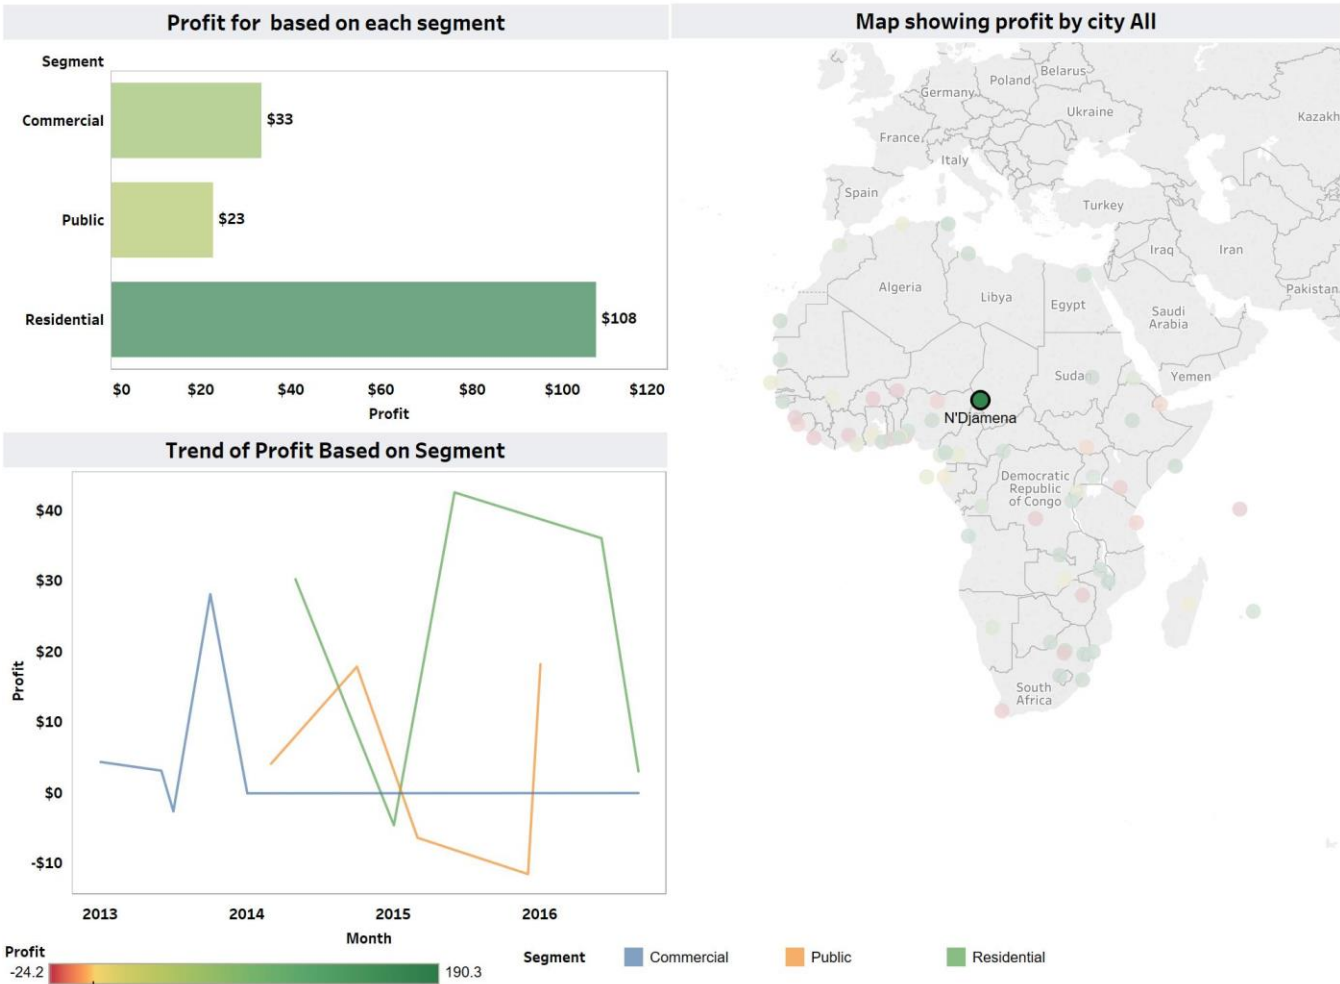 Profit for  based on each segment
Segment
Commercial
$33
Public
$23
Residential
$108
$0 $20 $40 $60 $80 $100 $120
Profit
Trend of Profit Based on Segment
$40
$30
$20
$10
$0
-$10
Profit
2013 2014 2015 2016
Month
Profit
-24.2 190.3
Segment Commercial Public Residential
Map showing profit by city All
Belarus
Poland
Germany
Ukraine
Kazakh
France
Italy
Spain
Turkey
Iraq
Iran
Algeria
Libya
Egypt
Pakistan
Saudi
Arabia
Suda
Yemen
N'Djamena
Democratic
Republic
of Congo
South
Africa